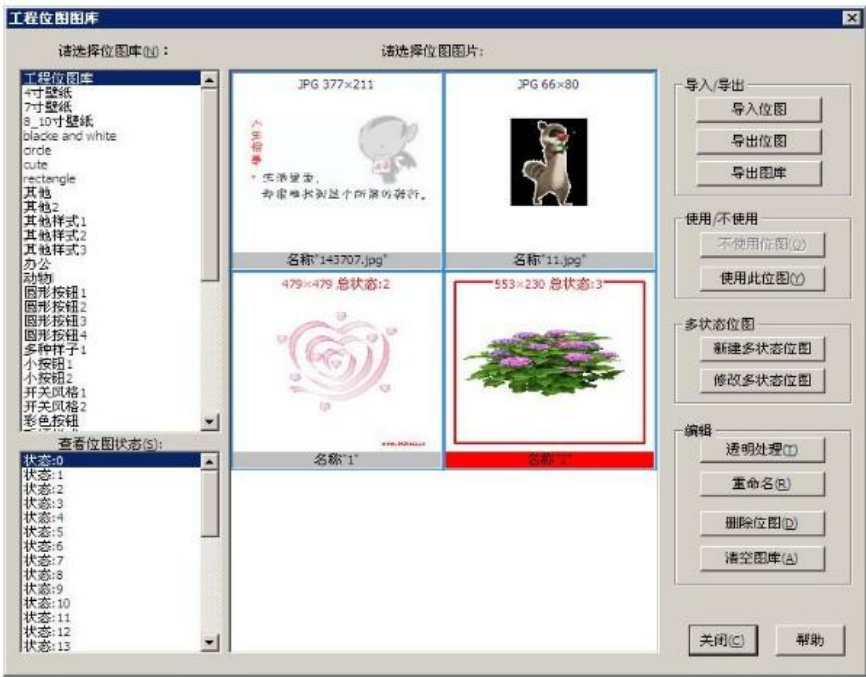 工程位图图库
请选择位图库(N)：
请选择位图图片:
工程位图库
4寸壁紙
7寸壁紙
8_10寸壁紙
blacke and white
circle
cute
rectangle
其他
其他2
其他样式1
其他样式2
其他样式3
办公
动物
圆形按钮1
圆形按钮2
圆形按钮3
圆形按钮4
多种样子1
小按钮1
小按钮2
开关风格1
开关风格2
彩色按钮
查看位图状态(S):
状态:0
状态:1
状态:2
状态:3
状态:4
状态:5
状态:6
状态:7
状态:8
状态:9
状态:10
状态:11
状态:12
状态:13
JPG 377×211
人生信事
生活里面，
名称"143707.jpg"
JPG 66×80
名称"11.jpg"
479×479 总状态:2
名称"1"
553×230 总状态:3
名称"2"
导入/导出
导入位图
导出位图
导出图库
使用/不使用
不使用位图(Q)
使用此位图(Y)
多状态位图
新建多状态位图
修改多状态位图
编辑
透明处理(T)
重命名(R)
删除位图(D)
清空图库(A)
关闭(C)
帮助